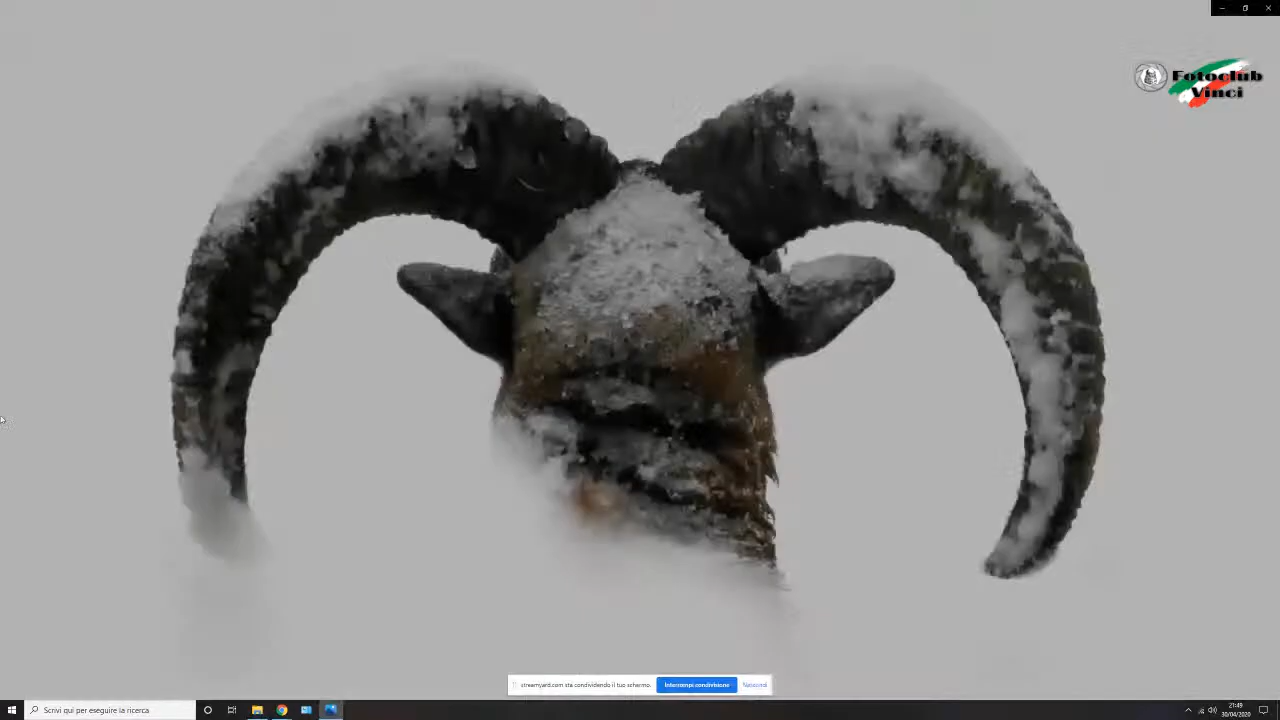 Fotoclub
Vinci
streamyard.com sta condividendo il tuo schermo.
Interrompi condivisione
Nascondi
Scrivi qui per eseguire la ricerca
21:49
30/04/2020